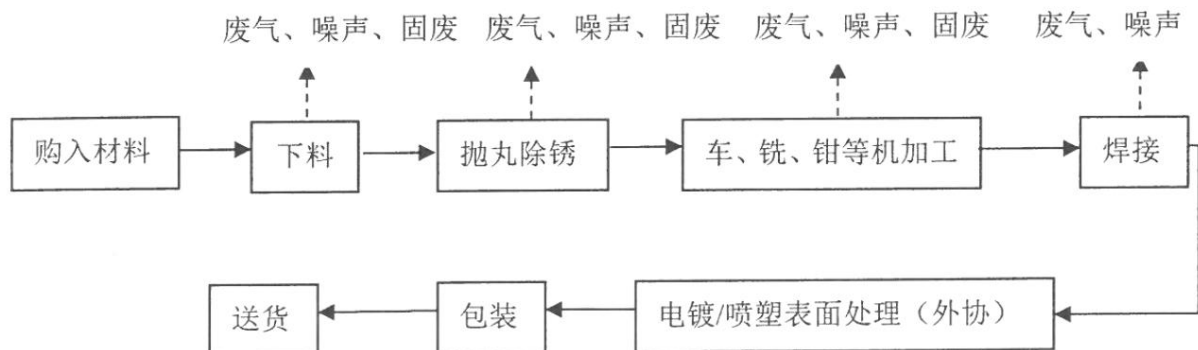 废气、噪声、固废 废气、噪声、固废 废气、噪声、固废 废气、噪声
购入材料 下料 抛丸除锈 车、铣、钳等机加工 焊接
送货 包装 电镀/喷塑表面处理（外协）